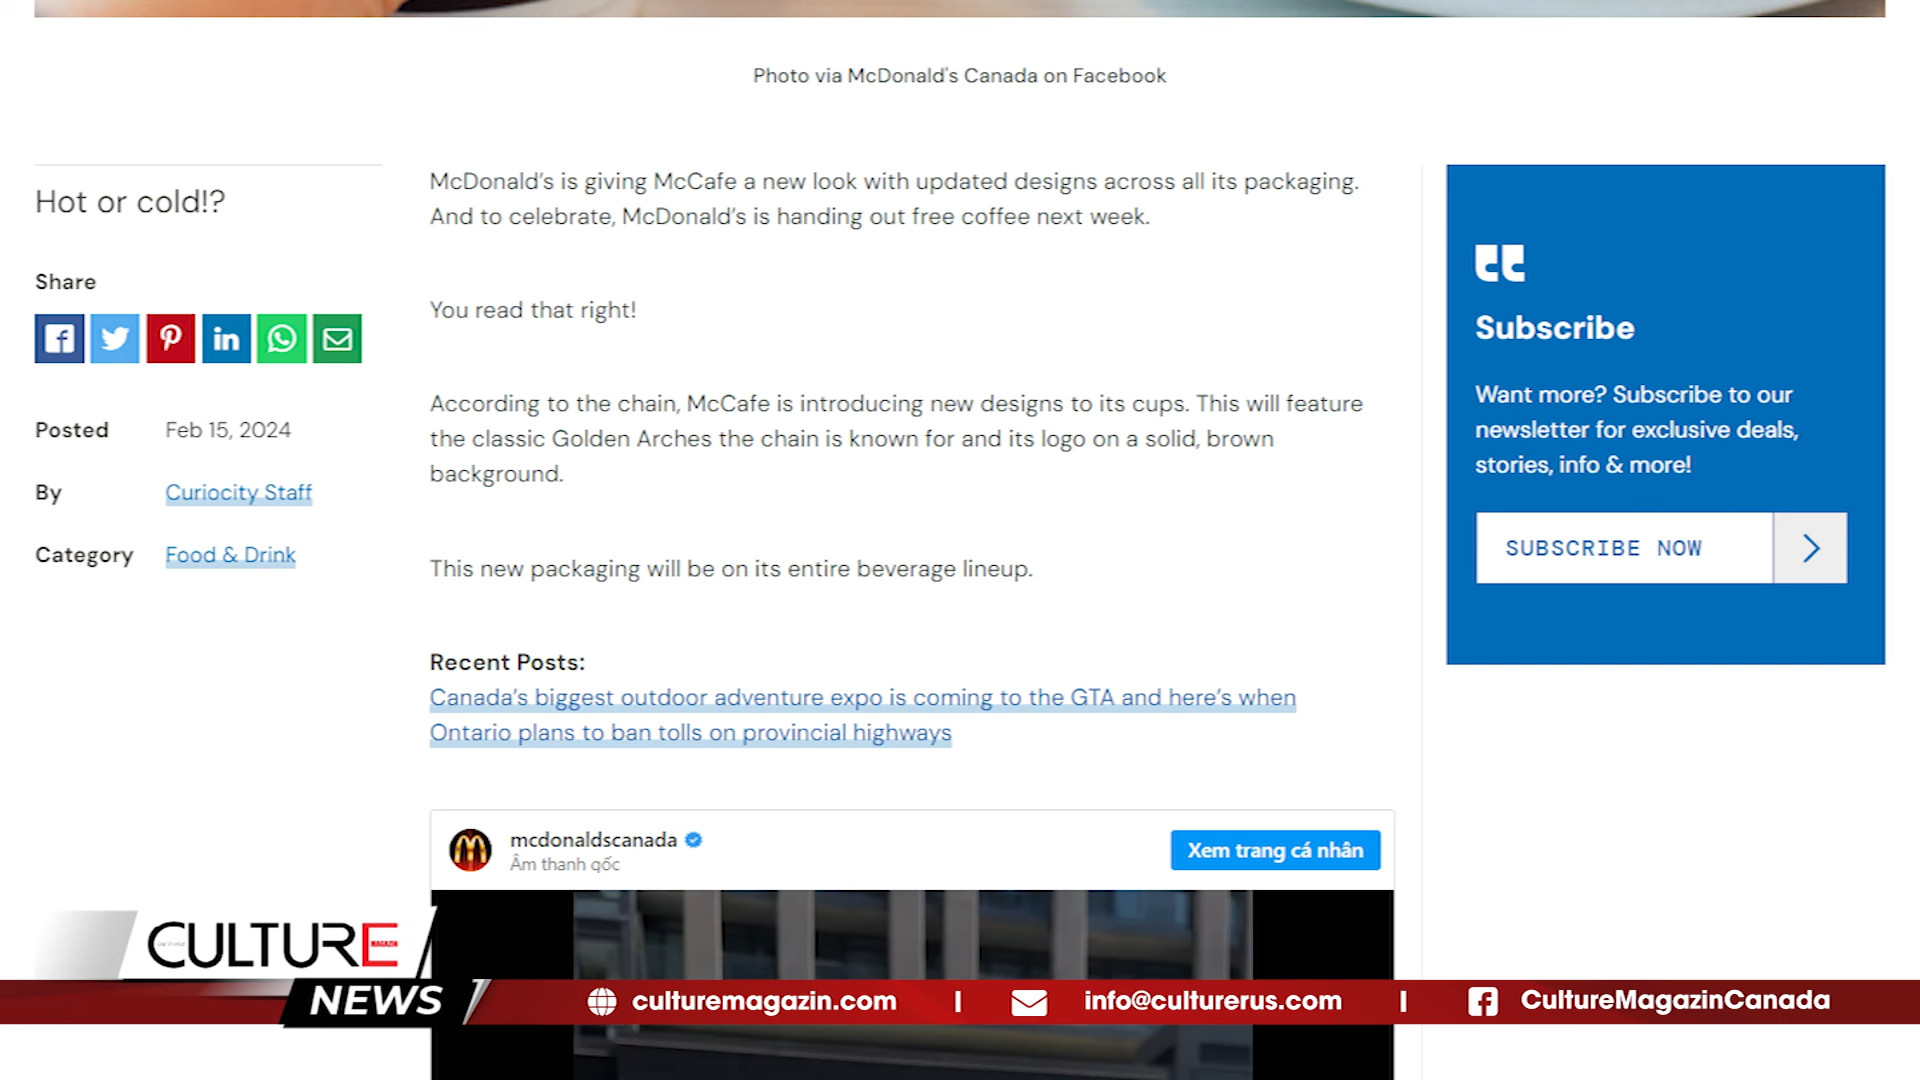 Photo via McDonald's Canada on Facebook
Hot or cold!?
Share
Posted Feb 15, 2024
By Curiocity Staff
Category Food & Drink
McDonald’s is giving McCafe a new look with updated designs across all its packaging.
And to celebrate, McDonald’s is handing out free coffee next week.
You read that right!
According to the chain, McCafe is introducing new designs to its cups. This will feature
the classic Golden Arches the chain is known for and its logo on a solid, brown
background.
This new packaging will be on its entire beverage lineup.
Recent Posts:
Canada’s biggest outdoor adventure expo is coming to the GTA and here’s when
Ontario plans to ban tolls on provincial highways
Subscribe
Want more? Subscribe to our
newsletter for exclusive deals,
stories, info & more!
SUBSCRIBE NOW
mcdonaldscanada
Âm thanh gốc
Xem trang cá nhân
CULTURE
MAGAZIN
NEWS
culturemagazin.com | info@culturerus.com | CultureMagazinCanada